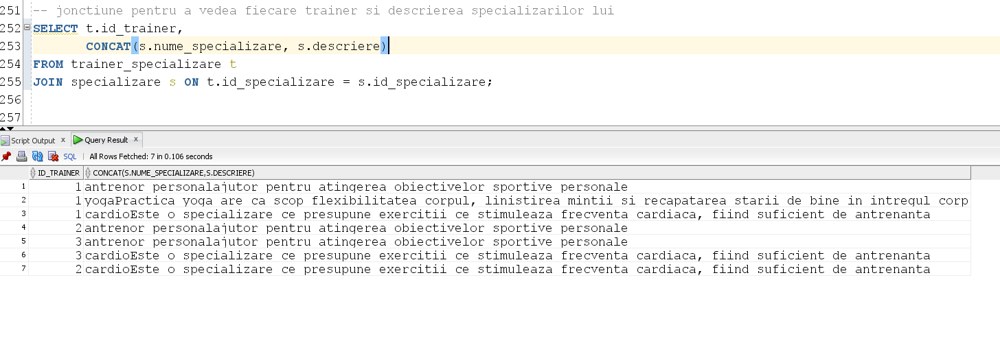 251 -- jonctiune pentru a vedea fiecare trainer si descrierea specializarilor lui
252 SELECT t.id_trainer,
253 CONCAT(s.nume_specializare, s.descriere)
254 FROM trainer_specializare t
255 JOIN specializare s ON t.id_specializare = s.id_specializare;
256
257
Script Output x Query Result x
SQL | All Rows Fetched: 7 in 0.106 seconds
ID_TRAINER CONCAT(S.NUME_SPECIALIZARE,S.DESCRIERE)
1 1 antrenor personalajutor pentru atingerea obiectivelor sportive personale
2 1 yogaPractica yoga are ca scop flexibilitatea corpul, linistirea mintii si recapatarea starii de bine in intregul corp
3 1 cardioEste o specializare ce presupune exercitii ce stimuleaza frecventa cardiaca, fiind suficient de antrenanta
4 2 antrenor personalajutor pentru atingerea obiectivelor sportive personale
5 3 antrenor personalajutor pentru atingerea obiectivelor sportive personale
6 3 cardioEste o specializare ce presupune exercitii ce stimuleaza frecventa cardiaca, fiind suficient de antrenanta
7 2 cardioEste o specializare ce presupune exercitii ce stimuleaza frecventa cardiaca, fiind suficient de antrenanta